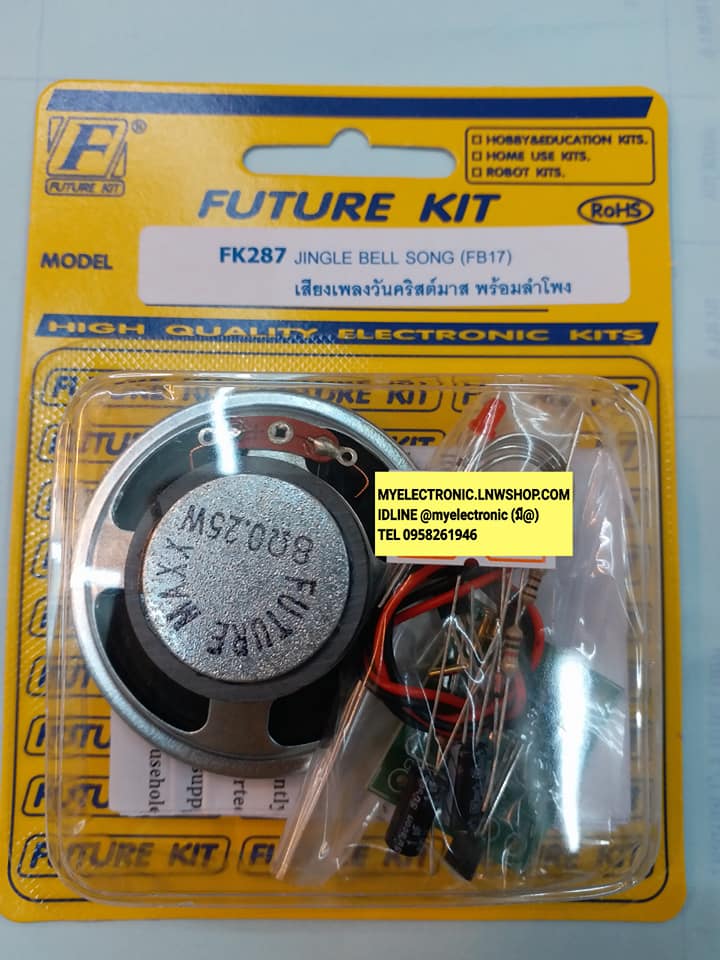 F®
FUTURE KIT
HOBBY&EDUCATION KITS.
HOME USE KITS.
ROBOT KITS.
FUTURE KIT
RoHS
MODEL
FK287 JINGLE BELL SONG (FB17)
เสียงเพลงวันคริสต์มาส พร้อมลำโพง
HIGH QUALITY ELECTRONIC KITS
MYELECTRONIC.LNWSHOP.COM
IDLINE @myelectronic (มี@)
TEL 0958261946
8Ω0.25W
FUTURE
FUTURE KIT
FUTURE KIT